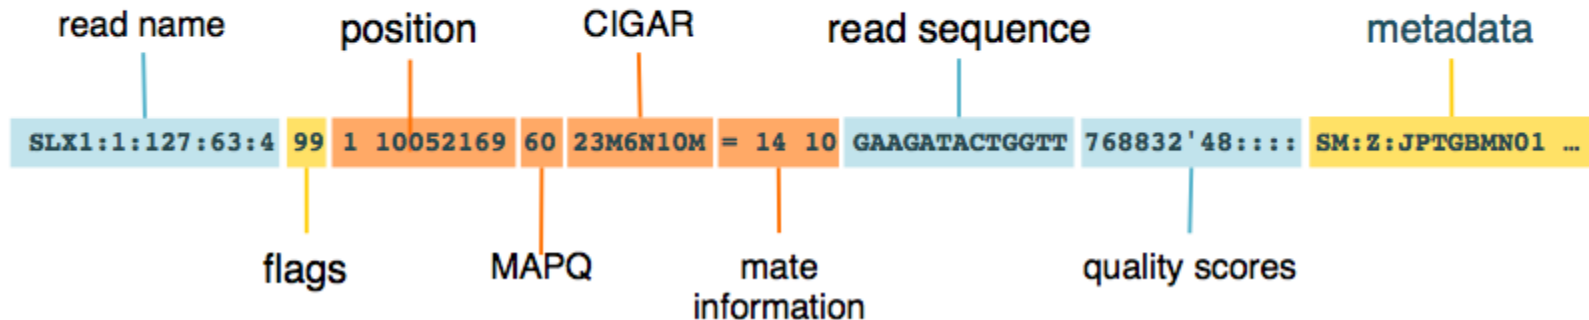 read name position CIGAR read sequence metadata
SLX1:1:127:63:4 99 1 10052169 60 23M6N10M = 14 10 GAAGATACTGGTT 768832'48:::: SM:Z:JPTGBMN01 …
flags MAPQ mate information quality scores